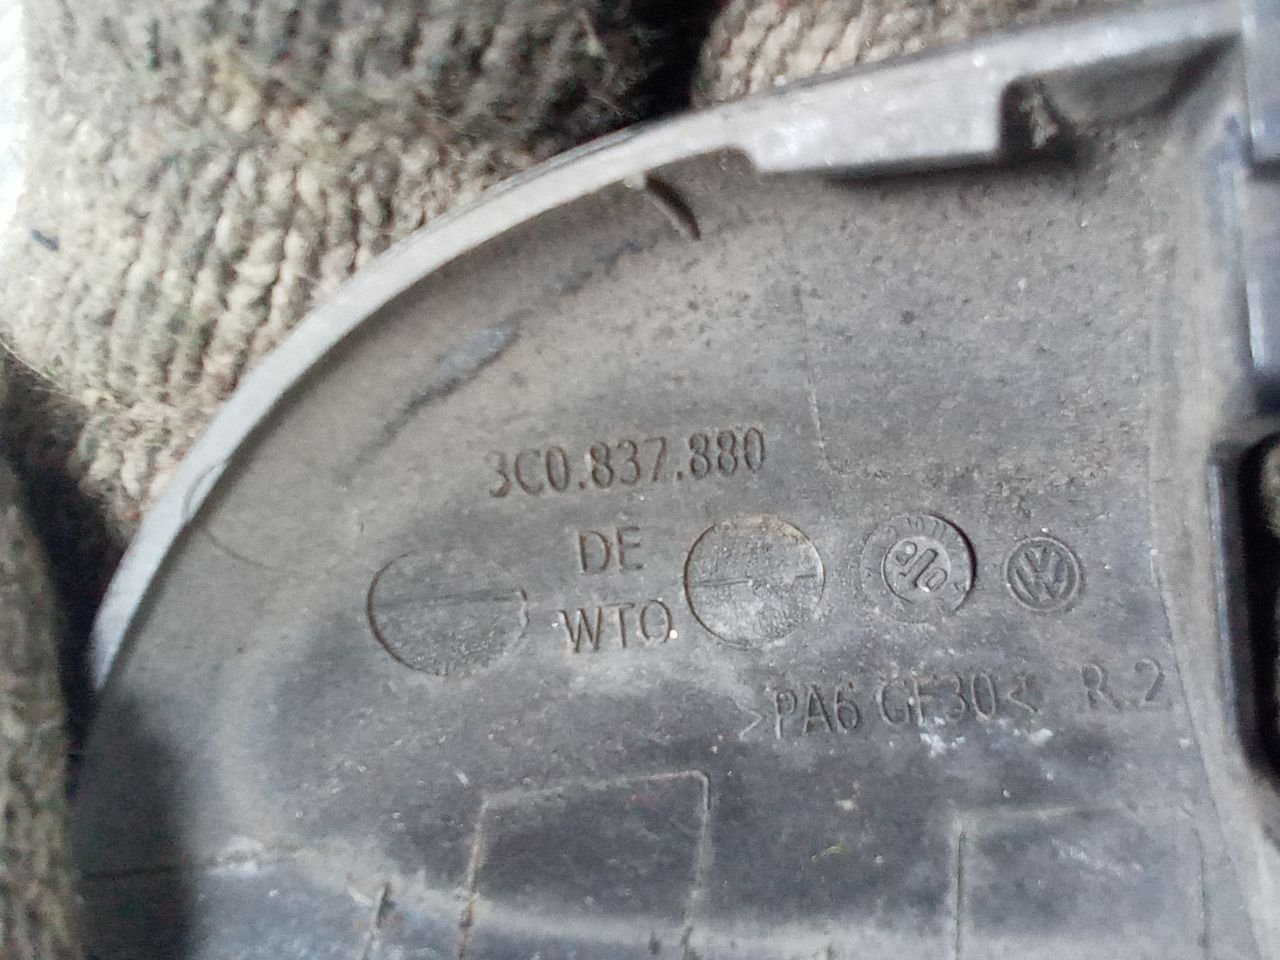 3C0.837.880
DE
WTO
>PA6 GF30< R.2